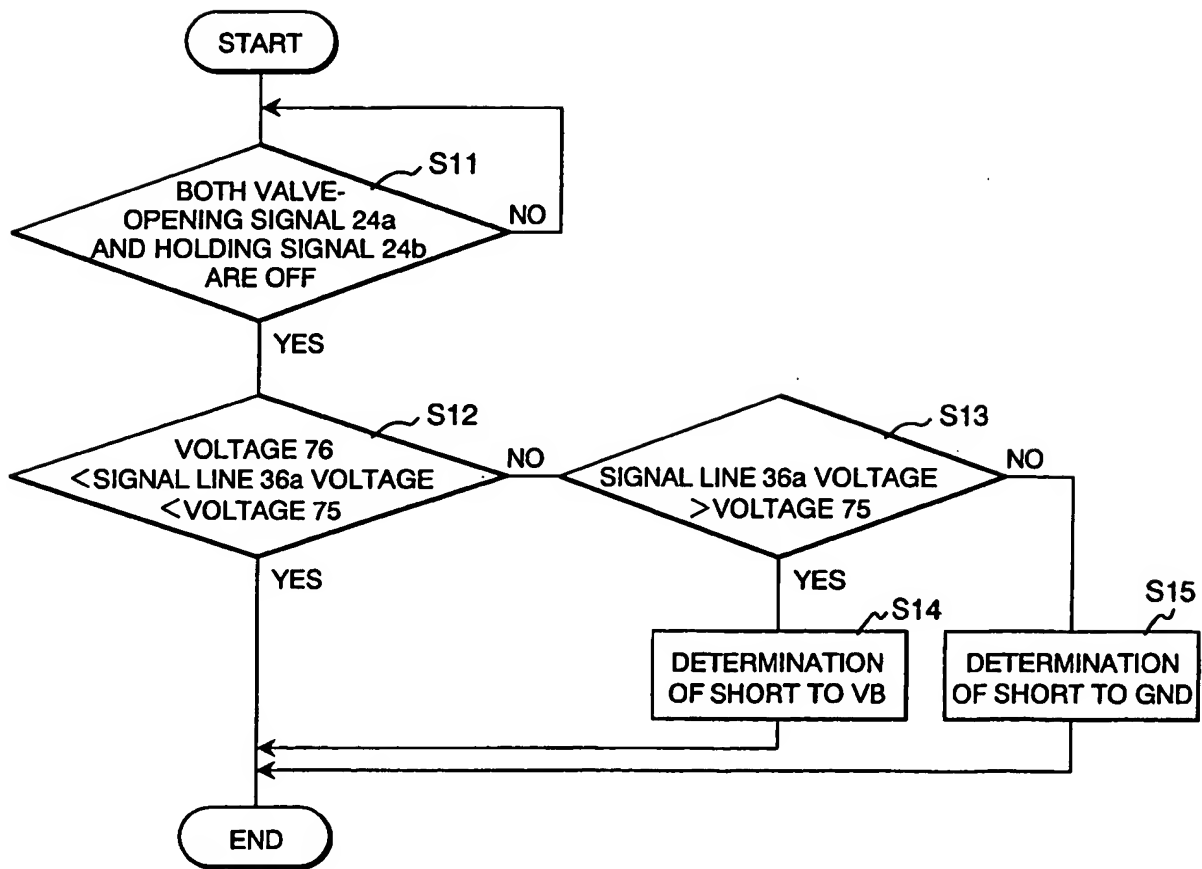 START
S11
BOTH VALVE-
OPENING SIGNAL 24a
AND HOLDING SIGNAL 24b
ARE OFF
NO
YES
S12
VOLTAGE 76
<SIGNAL LINE 36a VOLTAGE
<VOLTAGE 75
NO
YES
S13
SIGNAL LINE 36a VOLTAGE
>VOLTAGE 75
NO
YES
S14
DETERMINATION
OF SHORT TO VB
S15
DETERMINATION
OF SHORT TO GND
END